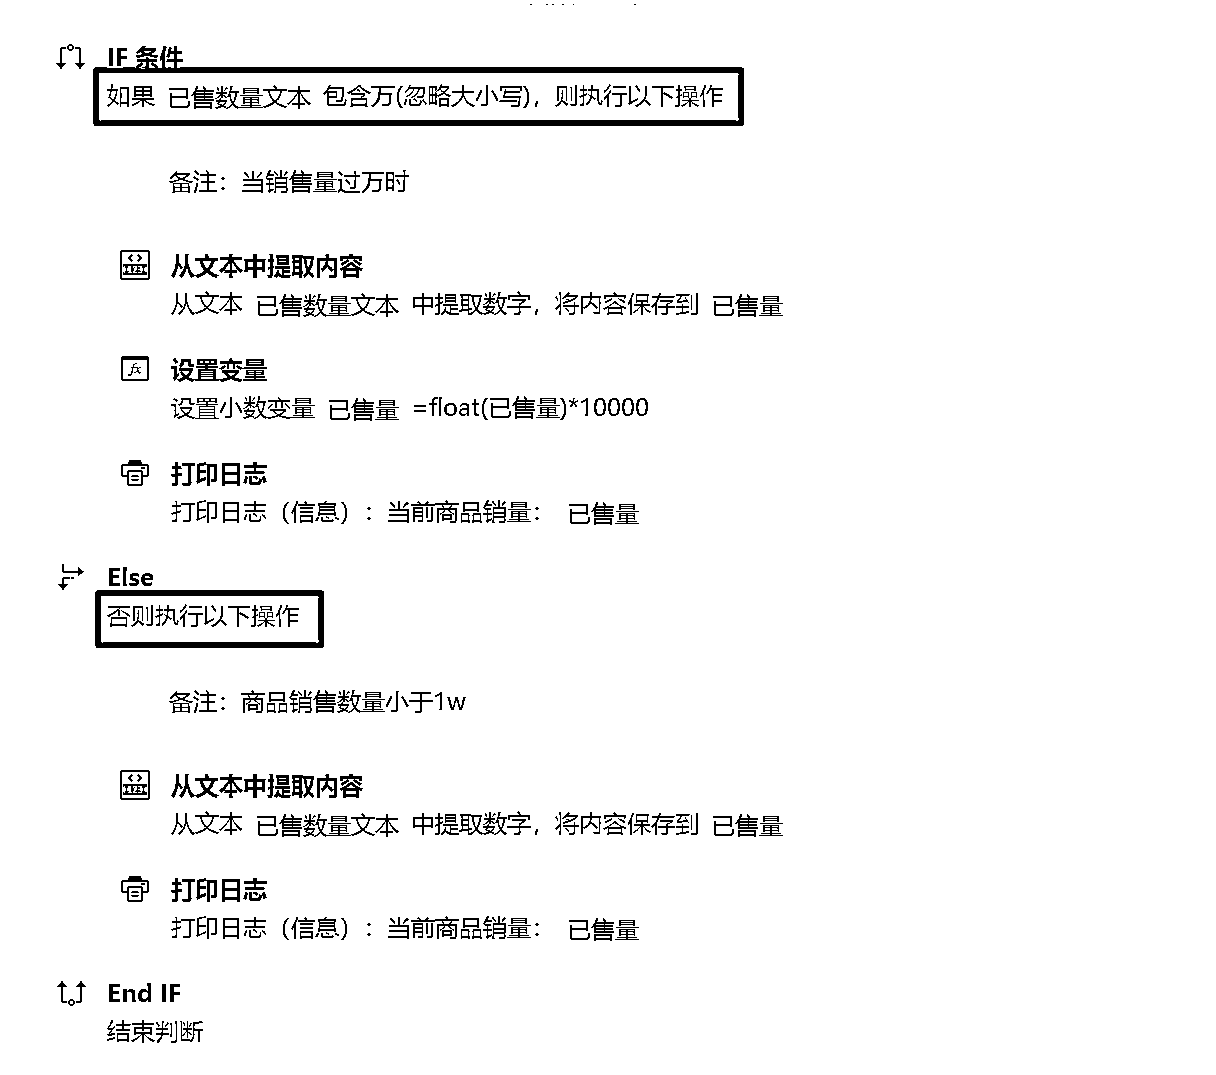 IF 条件
如果 已售数量文本 包含万(忽略大小写)，则执行以下操作
备注：当销售量过万时
从文本中提取内容
从文本 已售数量文本 中提取数字，将内容保存到 已售量
设置变量
设置小数变量 已售量 =float(已售量)*10000
打印日志
打印日志（信息）：当前商品销量： 已售量
Else
否则执行以下操作
备注：商品销售数量小于1w
从文本中提取内容
从文本 已售数量文本 中提取数字，将内容保存到 已售量
打印日志
打印日志（信息）：当前商品销量： 已售量
End IF
结束判断